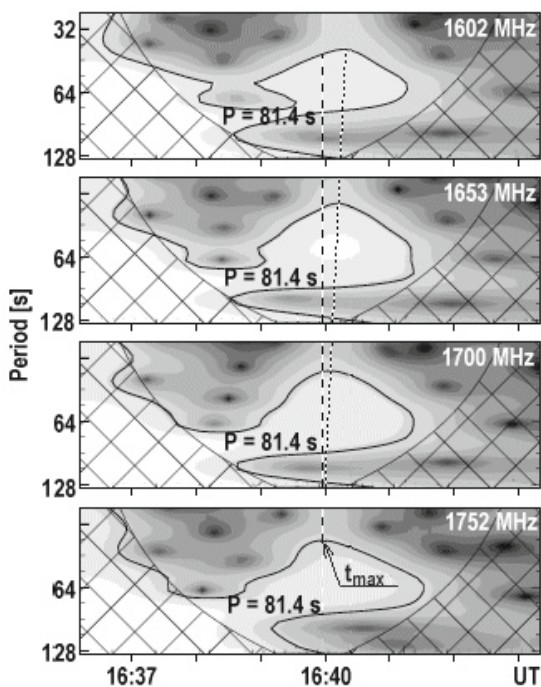 1602 MHz
32
64
P = 81.4 s
128
1653 MHz
64
P = 81.4 s
128
Period [s]
1700 MHz
64
P = 81.4 s
128
1752 MHz
tmax
64
P = 81.4 s
128
16:37 16:40 UT